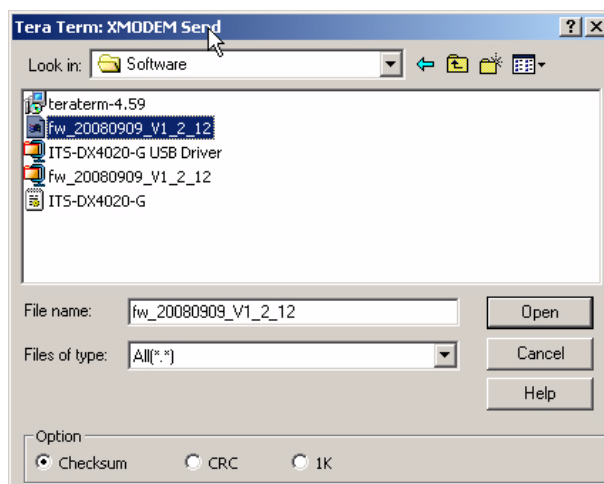 Tera Term: XMODEM Send
Look in: Software
teraterm-4.59
fw_20080909_V1_2_12
ITS-DX4020-G USB Driver
fw_20080909_V1_2_12
ITS-DX4020-G
File name: fw_20080909_V1_2_12 Open
Files of type: All(*.*) Cancel
Help
Option
Checksum CRC 1K